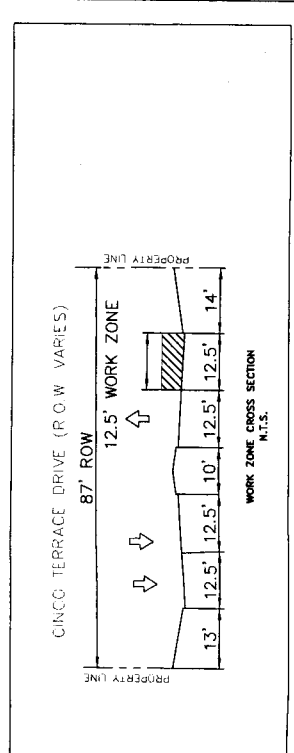 CINCO TERRACE DRIVE (R.O.W. VARIES)
87' ROW
12.5' WORK ZONE
PROPERTY LINE
PROPERTY LINE
13'
12.5'
12.5'
10'
12.5'
12.5'
14'
WORK ZONE CROSS SECTION
N.T.S.